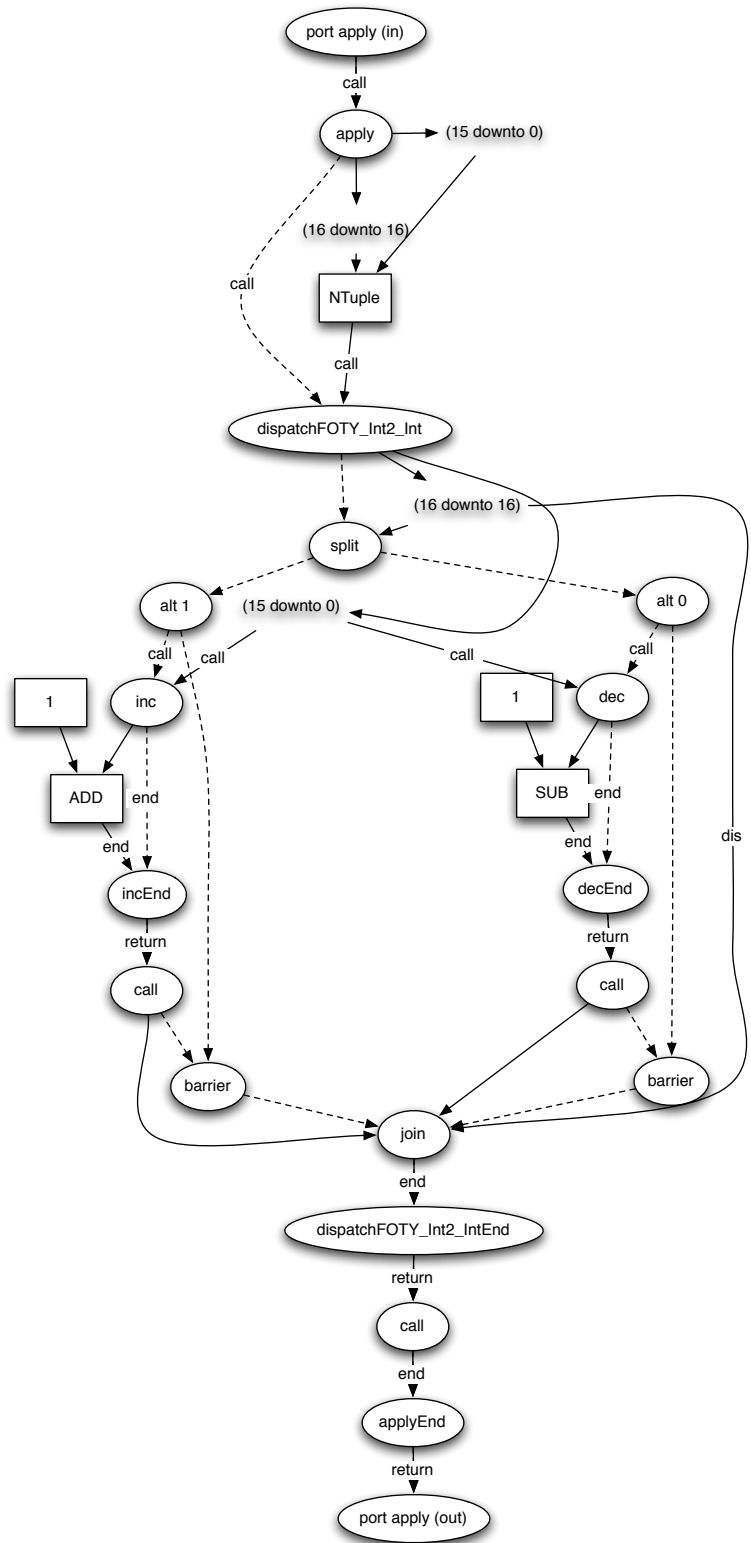 port apply (in)
call
apply
(15 downto 0)
(16 downto 16)
call
NTuple
call
dispatchFOTY_Int2_Int
(16 downto 16)
split
alt 1
(15 downto 0)
alt 0
call
call
call
call
1
inc
1
dec
ADD
end
SUB
end
dis
end
end
incEnd
decEnd
return
return
call
call
barrier
barrier
join
end
dispatchFOTY_Int2_IntEnd
return
call
end
applyEnd
return
port apply (out)